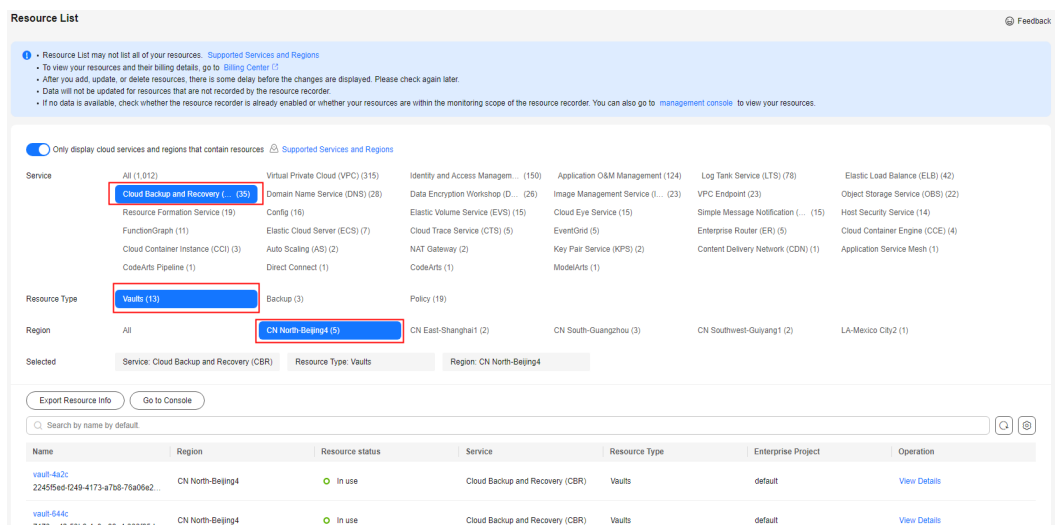 Resource List
Feedback
• Resource List may not list all of your resources. Supported Services and Regions
• To view your resources and their billing details, go to Billing Center
• After you add, update, or delete resources, there is some delay before the changes are displayed. Please check again later.
• Data will not be updated for resources that are not recorded by the resource recorder.
• If no data is available, check whether the resource recorder is already enabled or whether your resources are within the monitoring scope of the resource recorder. You can also go to management console to view your resources.
Only display cloud services and regions that contain resources Supported Services and Regions
Service All (1,012) Virtual Private Cloud (VPC) (315) Identity and Access Managem... (150) Application O&M Management (124) Log Tank Service (LTS) (78) Elastic Load Balance (ELB) (42)
Cloud Backup and Recovery (... (35) Domain Name Service (DNS) (28) Data Encryption Workshop (D... (26) Image Management Service (I... (23) VPC Endpoint (23) Object Storage Service (OBS) (22)
Resource Formation Service (19) Config (16) Elastic Volume Service (EVS) (15) Cloud Eye Service (15) Simple Message Notification (... (15) Host Security Service (14)
FunctionGraph (11) Elastic Cloud Server (ECS) (7) Cloud Trace Service (CTS) (5) EventGrid (5) Enterprise Router (ER) (5) Cloud Container Engine (CCE) (4)
Cloud Container Instance (CCI) (3) Auto Scaling (AS) (2) NAT Gateway (2) Key Pair Service (KPS) (2) Content Delivery Network (CDN) (1) Application Service Mesh (1)
CodeArts Pipeline (1) Direct Connect (1) CodeArts (1) ModelArts (1)
Resource Type Vaults (13) Backup (3) Policy (19)
Region All CN North-Beijing4 (5) CN East-Shanghai1 (2) CN South-Guangzhou (3) CN Southwest-Guiyang1 (2) LA-Mexico City2 (1)
Selected Service: Cloud Backup and Recovery (CBR) Resource Type: Vaults Region: CN North-Beijing4
Export Resource Info Go to Console
Search by name by default.
Name Region Resource status Service Resource Type Enterprise Project Operation
vault-4a2c
2245f5ed-f249-4173-a7b8-76a06e2... CN North-Beijing4 In use Cloud Backup and Recovery (CBR) Vaults default View Details
vault-644c
CN North-Beijing4 In use Cloud Backup and Recovery (CBR) Vaults default View Details